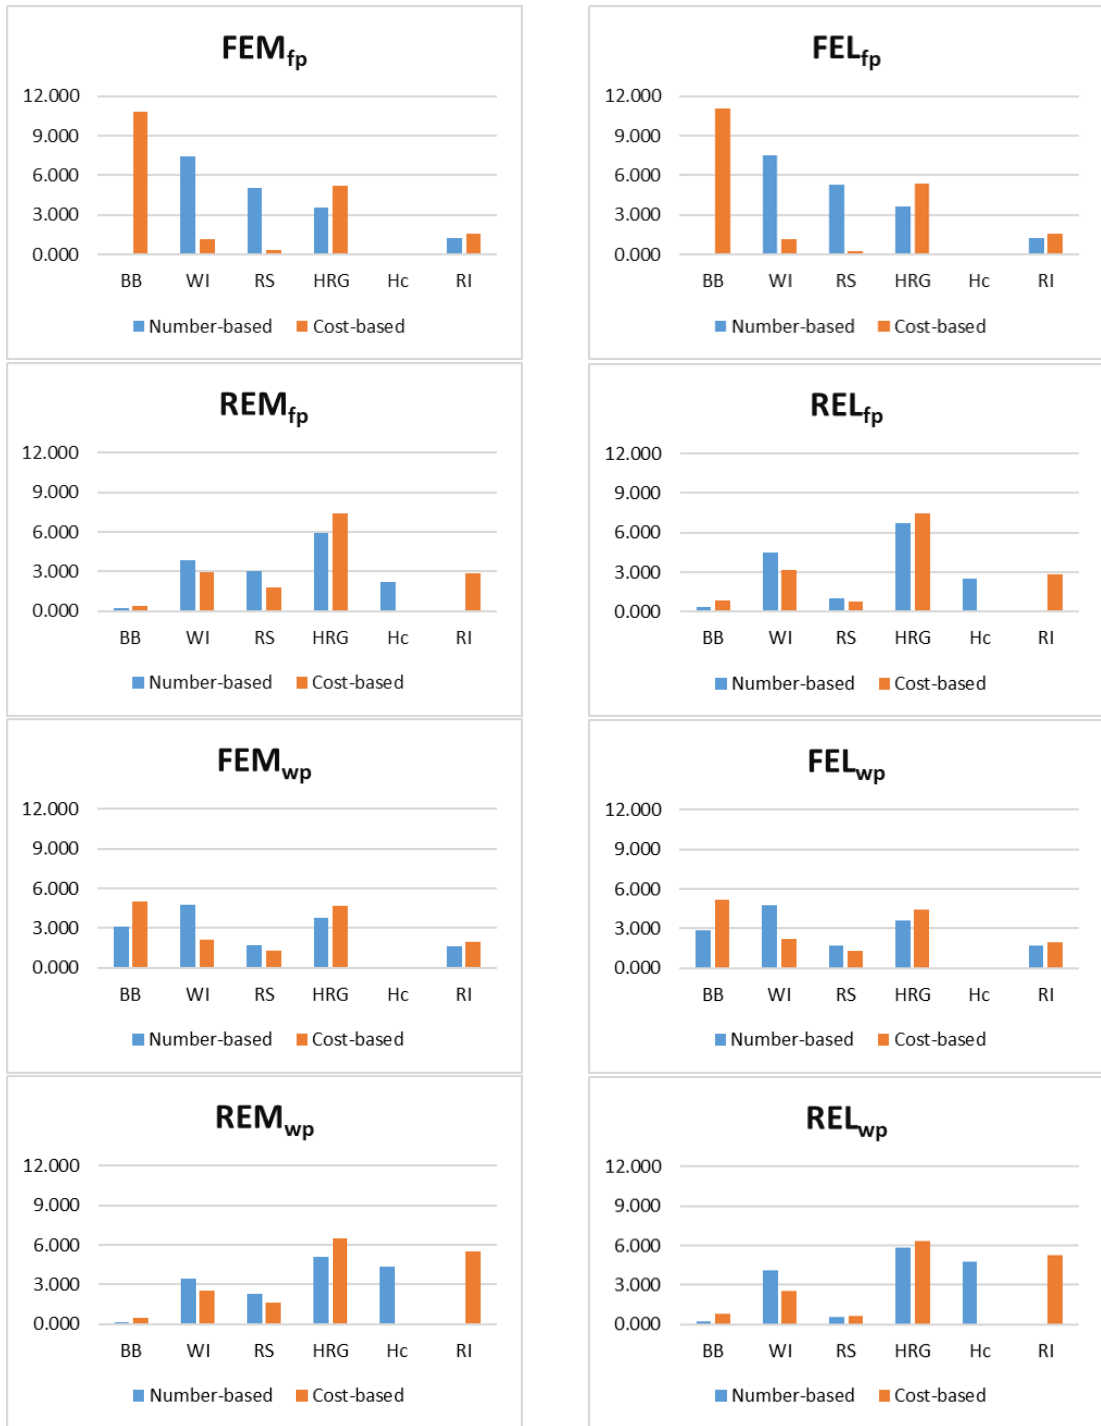 FEMfp
12.000
9.000
6.000
3.000
0.000
BB WI RS HRG Hc RI
Number-based Cost-based
FELfp
12.000
9.000
6.000
3.000
0.000
BB WI RS HRG Hc RI
Number-based Cost-based
REMfp
12.000
9.000
6.000
3.000
0.000
BB WI RS HRG Hc RI
Number-based Cost-based
RELfp
12.000
9.000
6.000
3.000
0.000
BB WI RS HRG Hc RI
Number-based Cost-based
FEMwp
12.000
9.000
6.000
3.000
0.000
BB WI RS HRG Hc RI
Number-based Cost-based
FELwp
12.000
9.000
6.000
3.000
0.000
BB WI RS HRG Hc RI
Number-based Cost-based
REMwp
12.000
9.000
6.000
3.000
0.000
BB WI RS HRG Hc RI
Number-based Cost-based
RELwp
12.000
9.000
6.000
3.000
0.000
BB WI RS HRG Hc RI
Number-based Cost-based